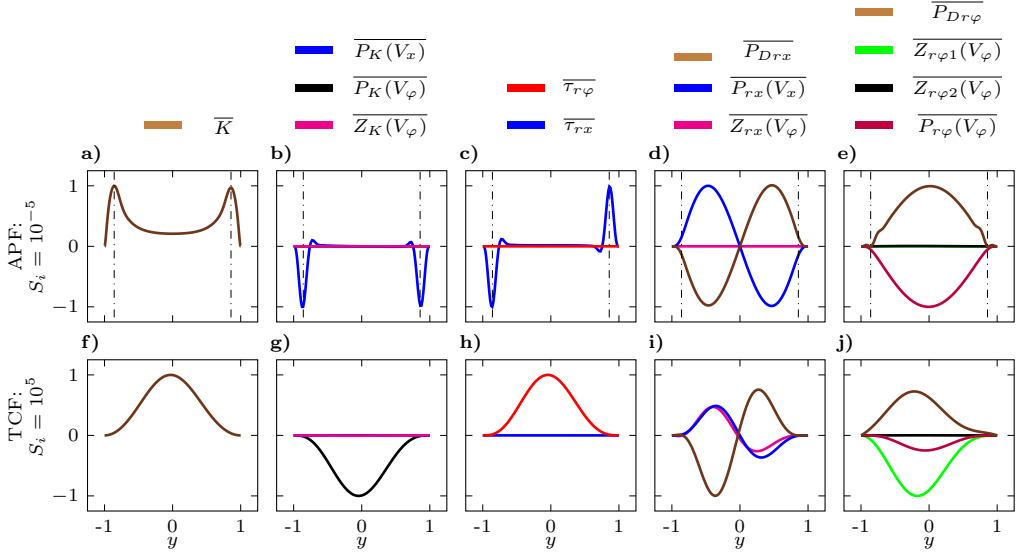 $\overline{K}$
$\overline{P_K(V_x)}$
$\overline{P_K(V_\varphi)}$
$\overline{Z_K(V_\varphi)}$
$\overline{\tau_{r\varphi}}$
$\overline{\tau_{rx}}$
$\overline{P_{Drx}}$
$\overline{P_{rx}(V_x)}$
$\overline{Z_{rx}(V_\varphi)}$
$\overline{P_{Dr\varphi}}$
$\overline{Z_{r\varphi 1}(V_\varphi)}$
$\overline{Z_{r\varphi 2}(V_\varphi)}$
$\overline{P_{r\varphi}(V_\varphi)}$
a) b) c) d) e)
APF:
$S_i = 10^{-5}$
1
0
−1
f) g) h) i) j)
TCF:
$S_i = 10^5$
1
0
−1
-1 0 1 -1 0 1 -1 0 1 -1 0 1 -1 0 1
y y y y y